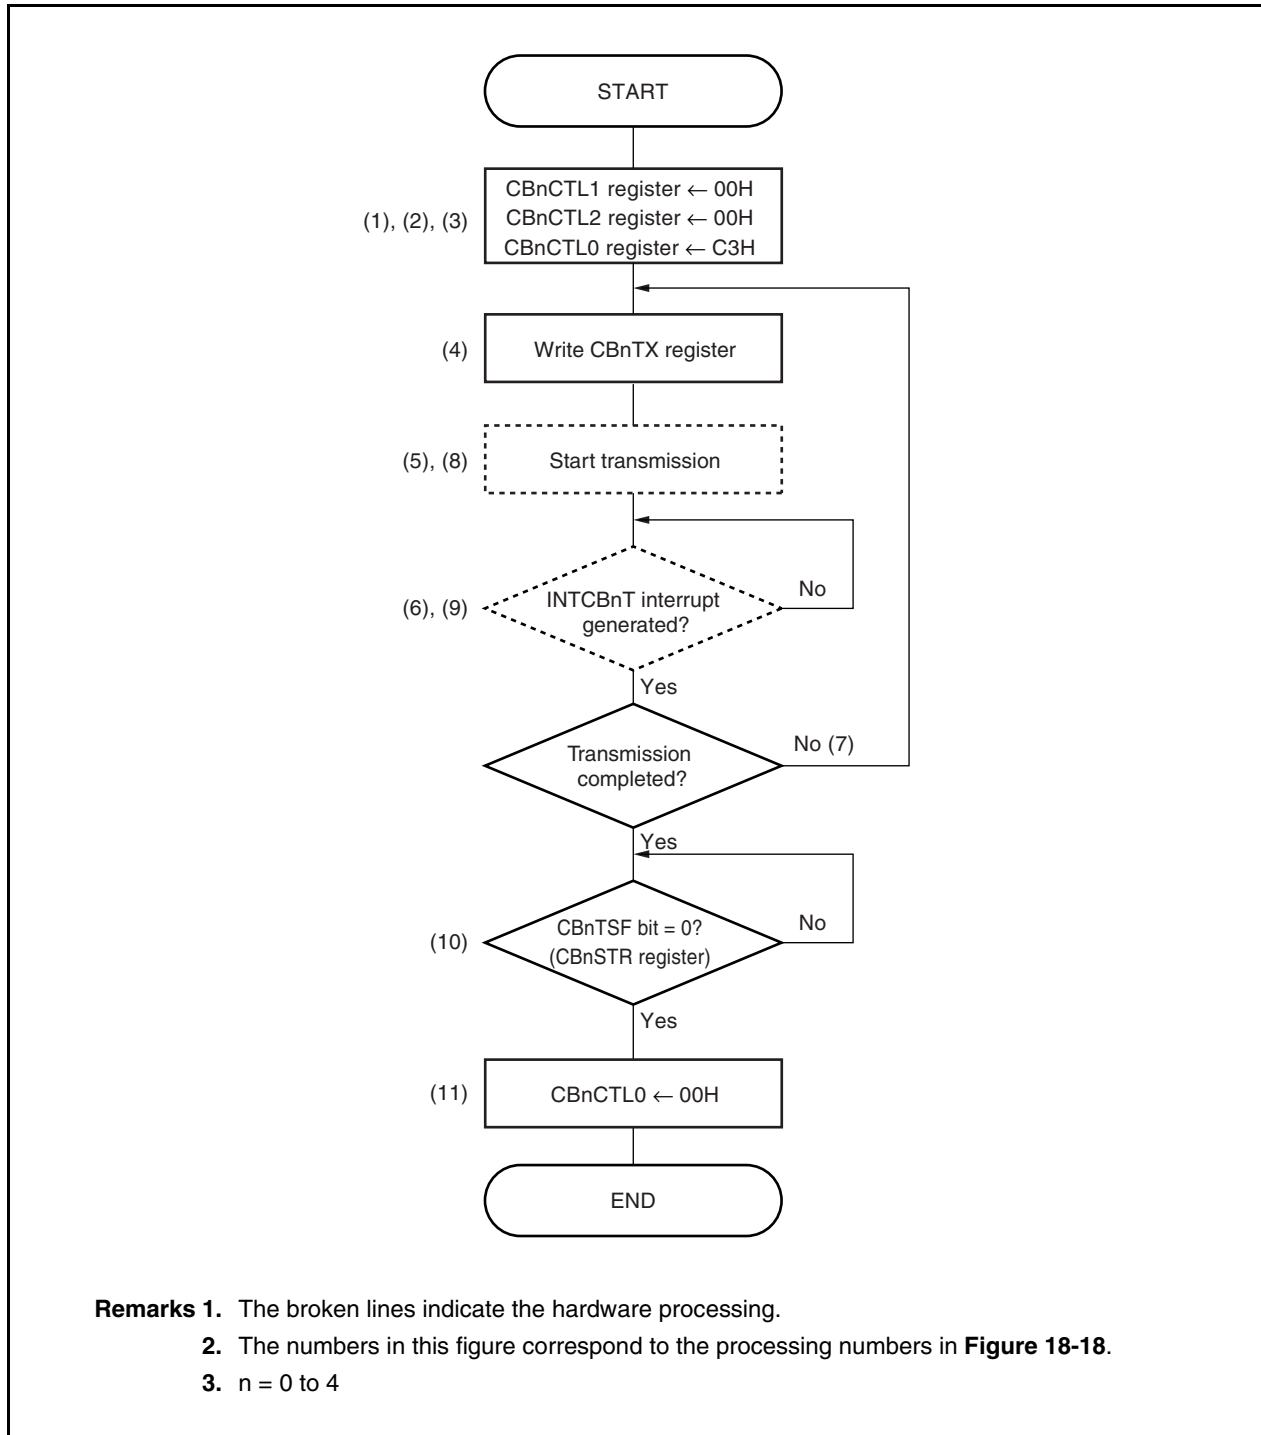 START
CBnCTL1 register ← 00H
CBnCTL2 register ← 00H
(1), (2), (3)
CBnCTL0 register ← C3H
(4)
Write CBnTX register
(5), (8)
Start transmission
INTCBnT interrupt
No
(6), (9)
generated?
Yes
Transmission
No (7)
completed?
Yes
CBnTSF bit = 0?
No
(10)
(CBnSTR register)
Yes
(11)
CBnCTL0 ← 00H
END
Remarks 1. The broken lines indicate the hardware processing.
2. The numbers in this figure correspond to the processing numbers in Figure 18-18.
3. n = 0 to 4